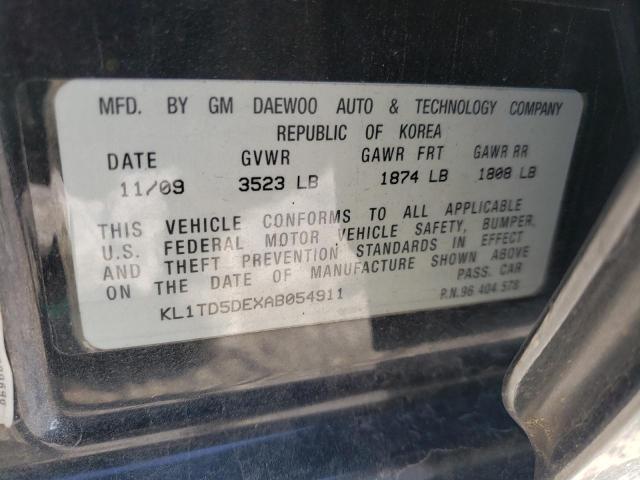 MFD. BY GM DAEWOO AUTO & TECHNOLOGY COMPANY
REPUBLIC OF KOREA
DATE GVWR GAWR FRT GAWR RR
11/09 3523 LB 1874 LB 1808 LB
THIS VEHICLE CONFORMS TO ALL APPLICABLE
U.S. FEDERAL MOTOR VEHICLE SAFETY, BUMPER,
AND THEFT PREVENTION STANDARDS IN EFFECT
ON THE DATE OF MANUFACTURE SHOWN ABOVE
PASS. CAR
KL1TD5DEXAB054911 P.N.96 404 578